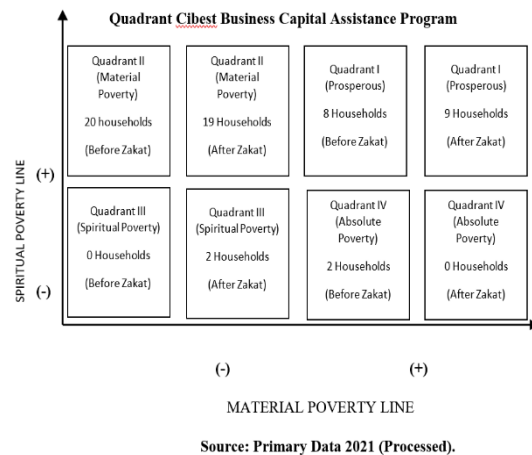 Quadrant Cibest Business Capital Assistance Program
Quadrant II
(Material
Poverty)
20 households
(Before Zakat)
Quadrant II
(Material
Poverty)
19 Households
(After Zakat)
Quadrant I
(Prosperous)
8 Households
(Before Zakat)
Quadrant I
(Prosperous)
9 Households
(After Zakat)
SPIRITUAL POVERTY LINE
(+)
(-)
Quadrant III
(Spiritual Poverty)
0 Households
(Before Zakat)
Quadrant III
(Spiritual Poverty)
2 Households
(After Zakat)
Quadrant IV
(Absolute
Poverty)
2 Households
(Before Zakat)
Quadrant IV
(Absolute
Poverty)
0 Households
(After Zakat)
(-)
(+)
MATERIAL POVERTY LINE
Source: Primary Data 2021 (Processed).